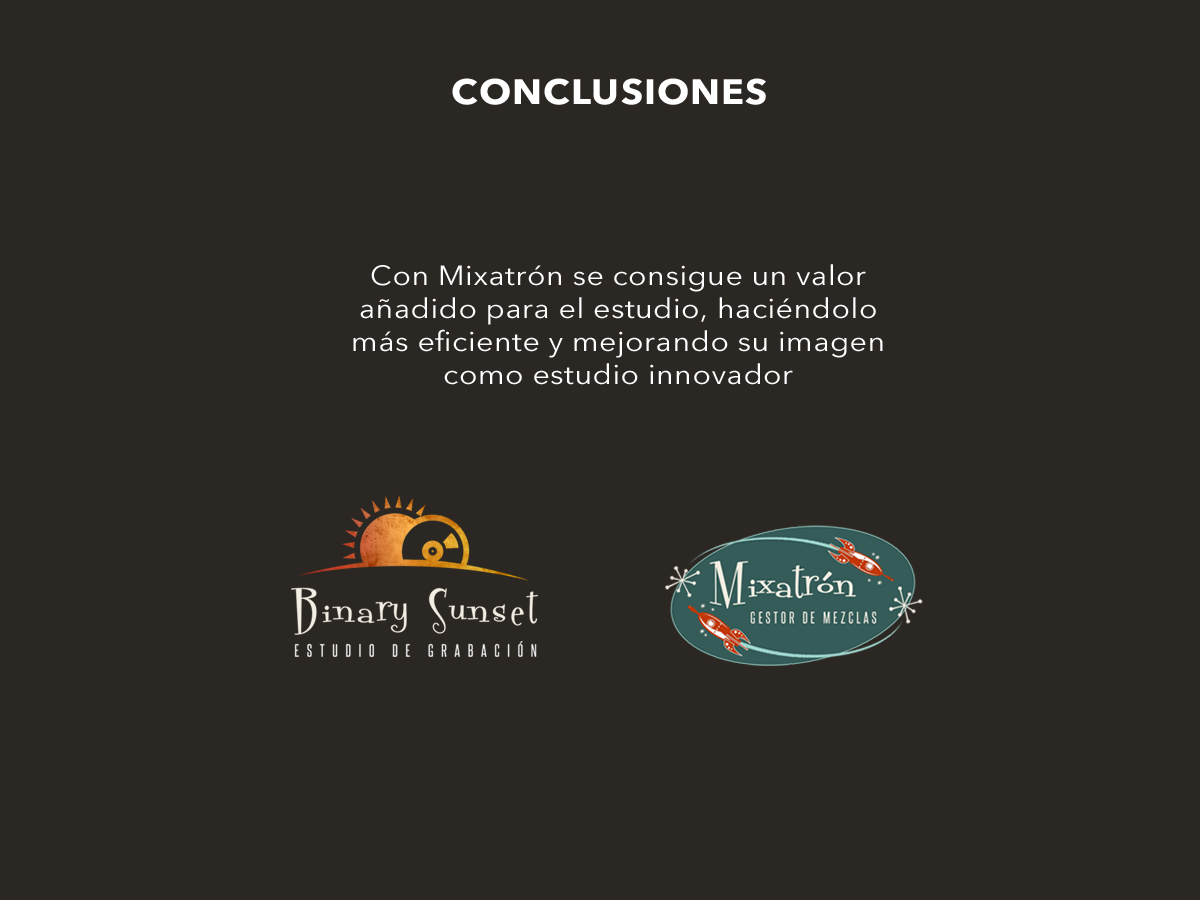 CONCLUSIONES
Con Mixatrón se consigue un valor
añadido para el estudio, haciéndolo
más eficiente y mejorando su imagen
como estudio innovador
Binary Sunset
ESTUDIO DE GRABACIÓN
Mixatrón
GESTOR DE MEZCLAS